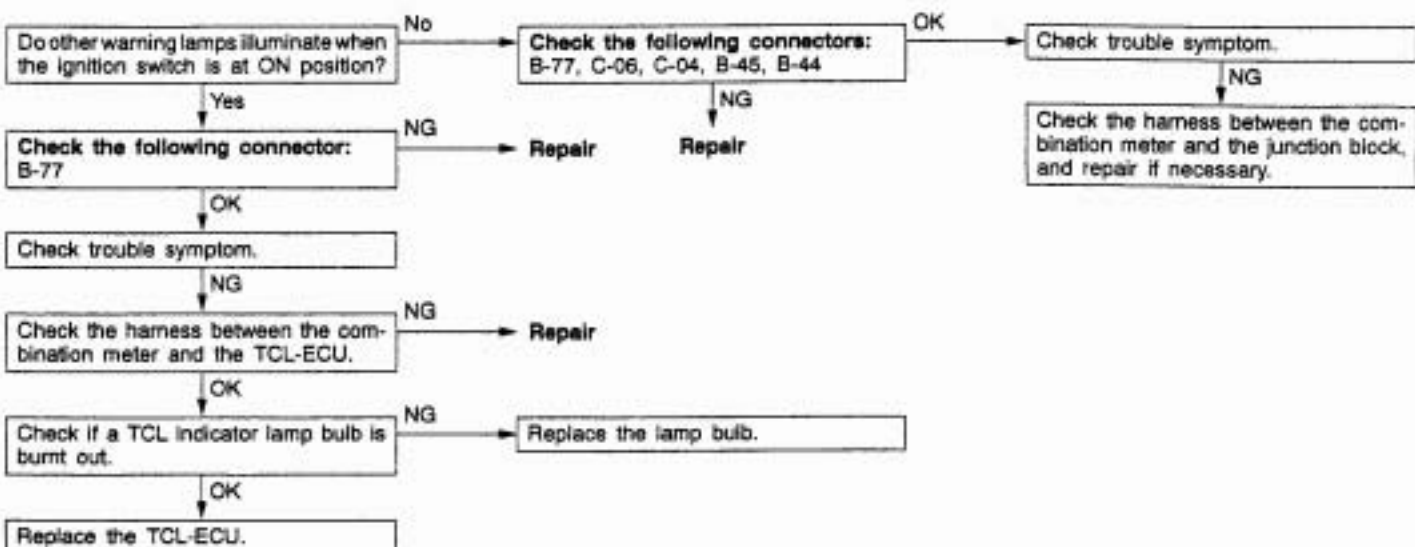 Do other warning lamps illuminate when
the ignition switch is at ON position?
No
Check the following connectors:
B-77, C-06, C-04, B-45, B-44
OK
Check trouble symptom.
NG
Check the harness between the com-
bination meter and the junction block,
and repair if necessary.
NG
Repair
Yes
Check the following connector:
B-77
NG
Repair
OK
Check trouble symptom.
NG
Check the harness between the com-
bination meter and the TCL-ECU.
NG
Repair
OK
Check if a TCL indicator lamp bulb is
burnt out.
NG
Replace the lamp bulb.
OK
Replace the TCL-ECU.